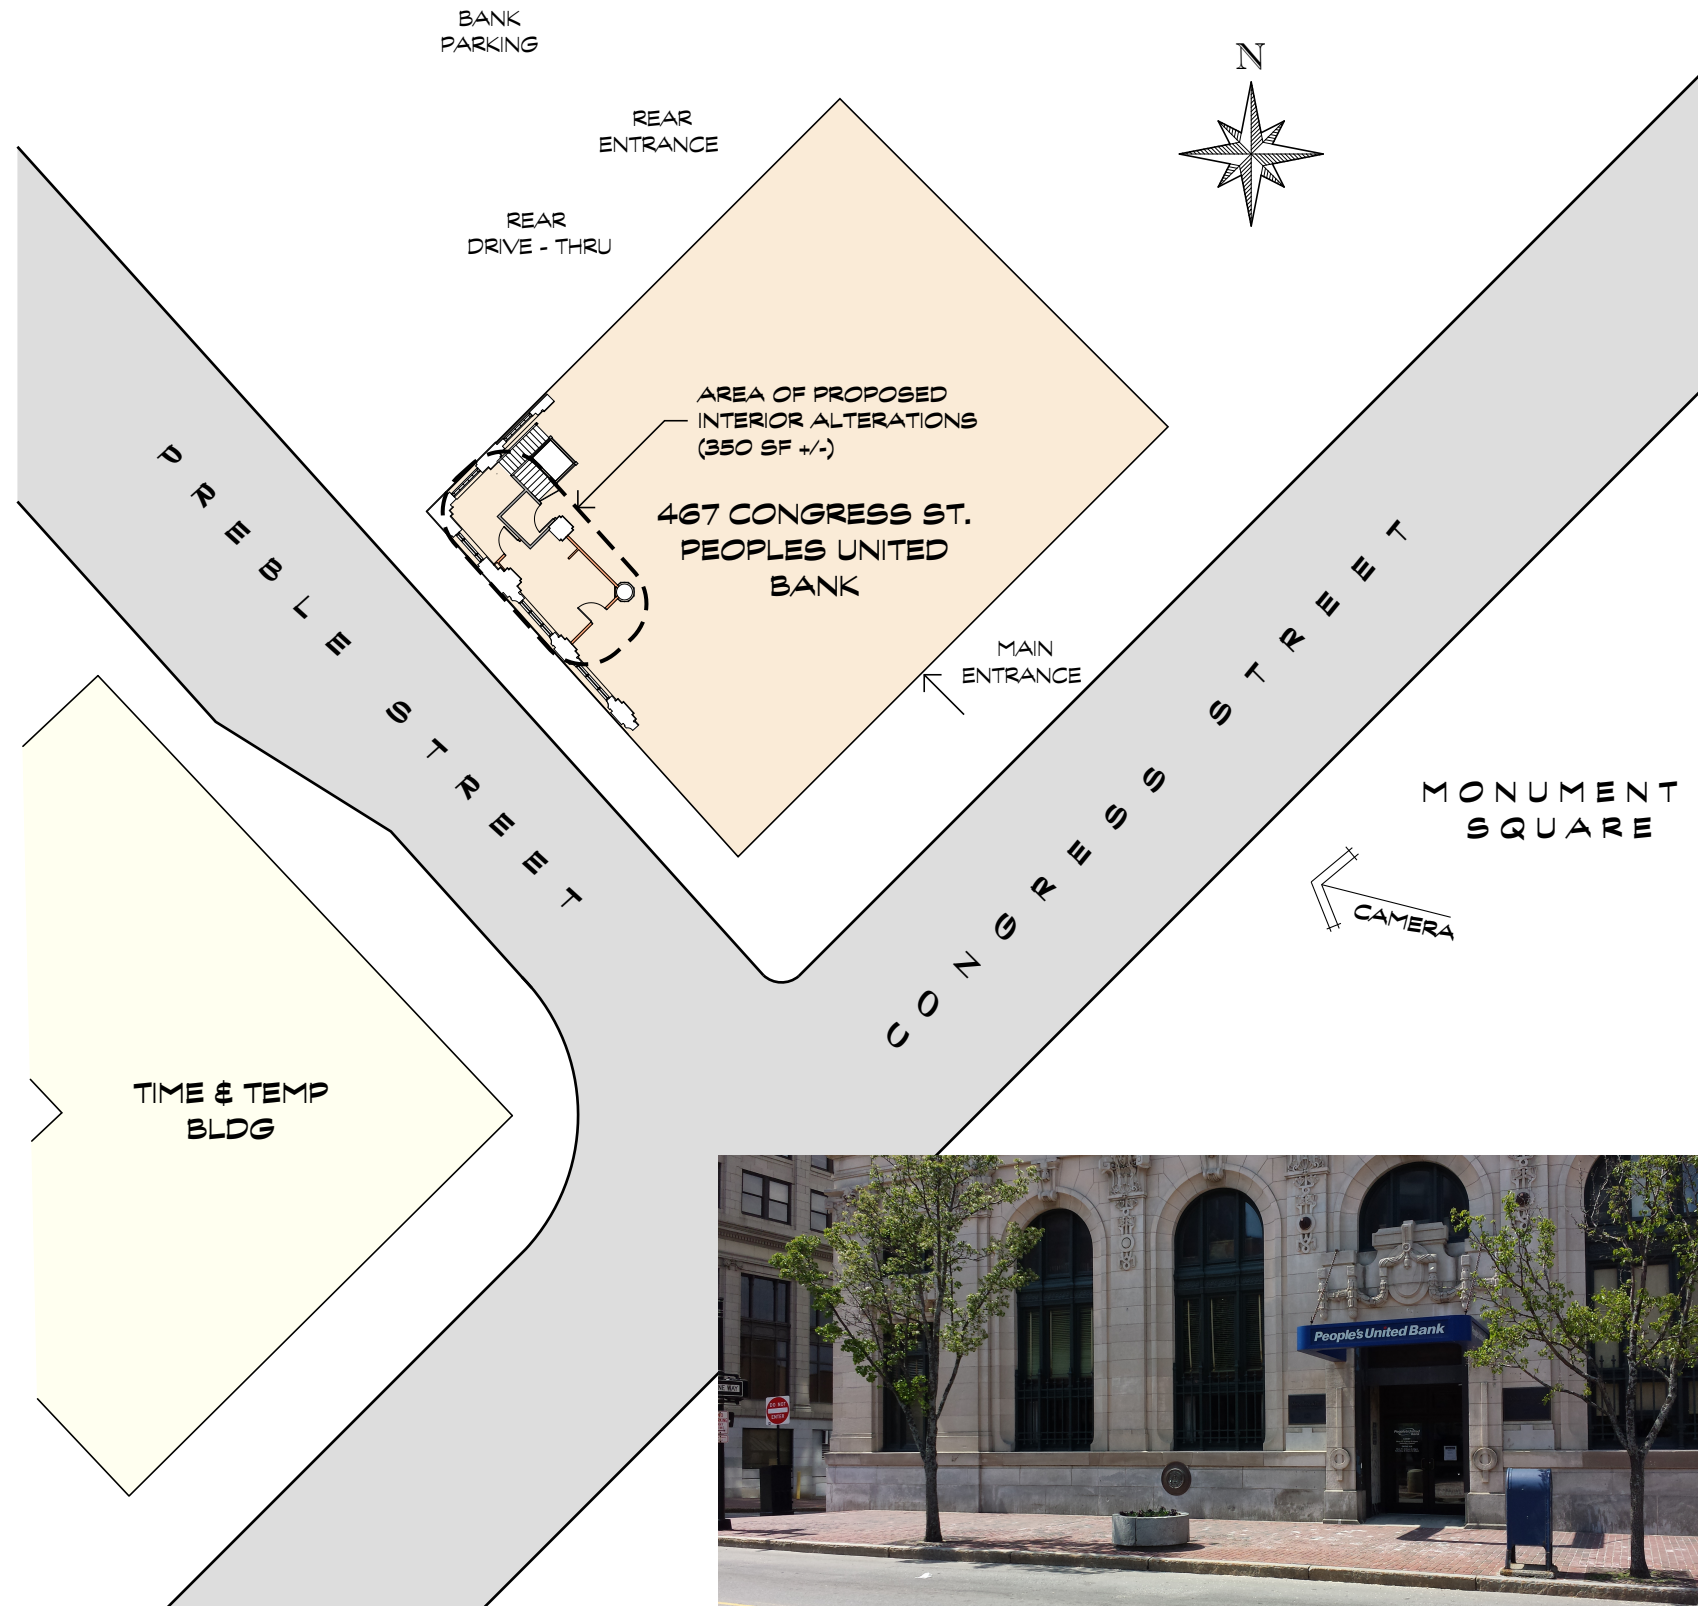 BANK
PARKING
N
REAR
ENTRANCE
REAR
DRIVE - THRU
AREA OF PROPOSED
INTERIOR ALTERATIONS
(350 SF +/-)
467 CONGRESS ST.
PEOPLES UNITED
BANK
MAIN
ENTRANCE
PREBLE STREET
CONGRESS STREET
MONUMENT
SQUARE
CAMERA
TIME & TEMP
BLDG
People's United Bank
WAY
DO NOT
ENTER